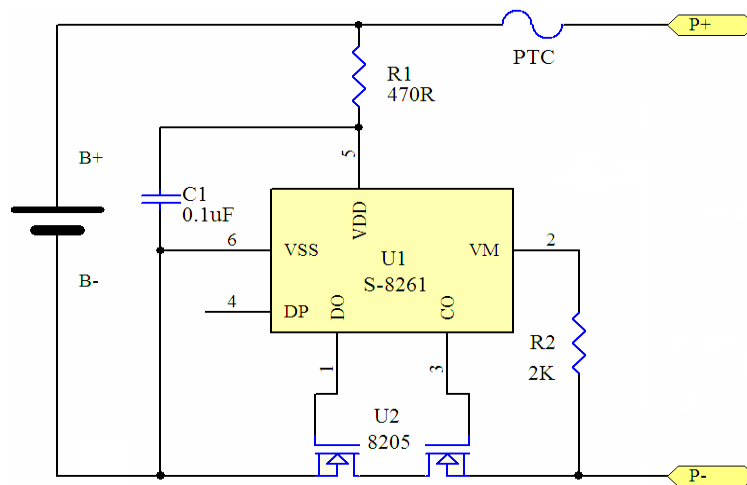 P+
PTC
R1
470R
5
B+
C1
0.1uF
VDD
6
VSS
U1
VM
2
B-
S-8261
4
DP
DO
CO
R2
2K
1
3
U2
8205
P-